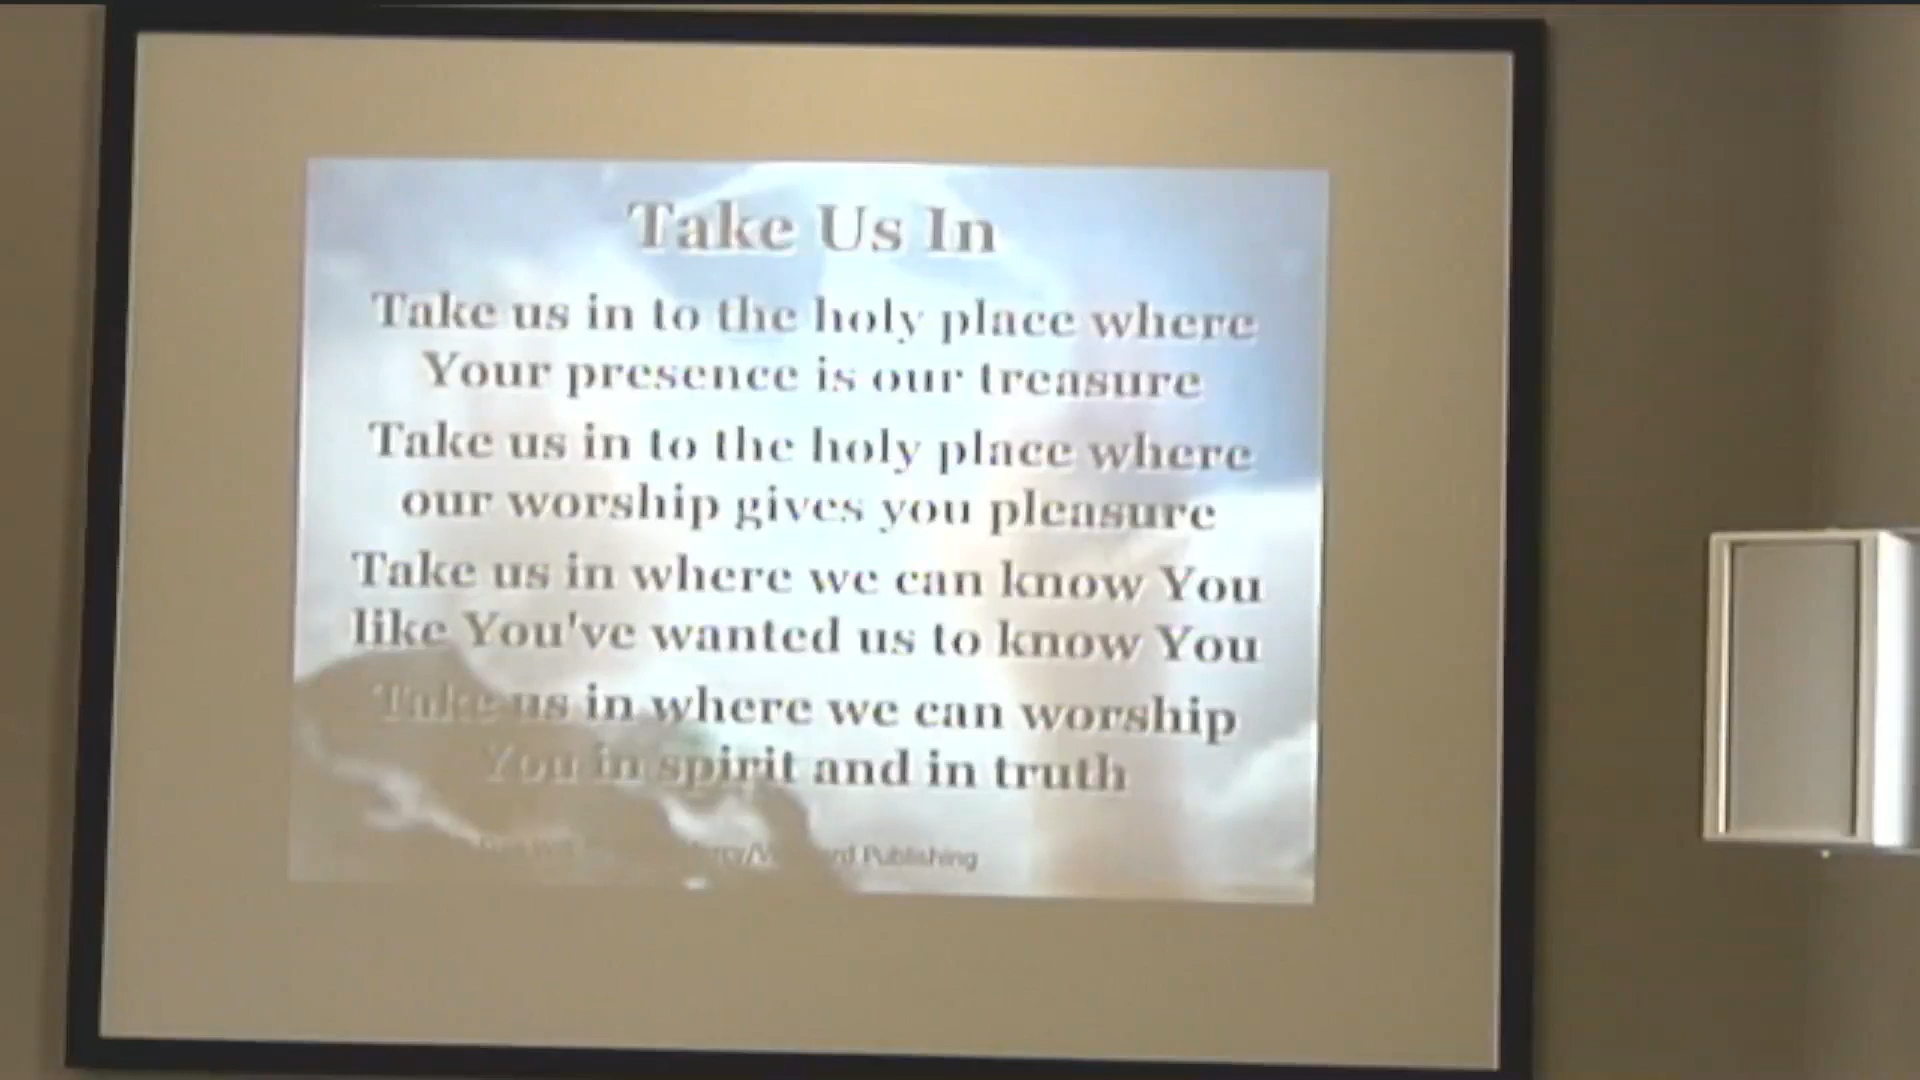 Take Us In
Take us in to the holy place where
Your presence is our treasure
Take us in to the holy place where
our worship gives you pleasure
Take us in where we can know You
like You've wanted us to know You
Take us in where we can worship
You in spirit and in truth
Publishing